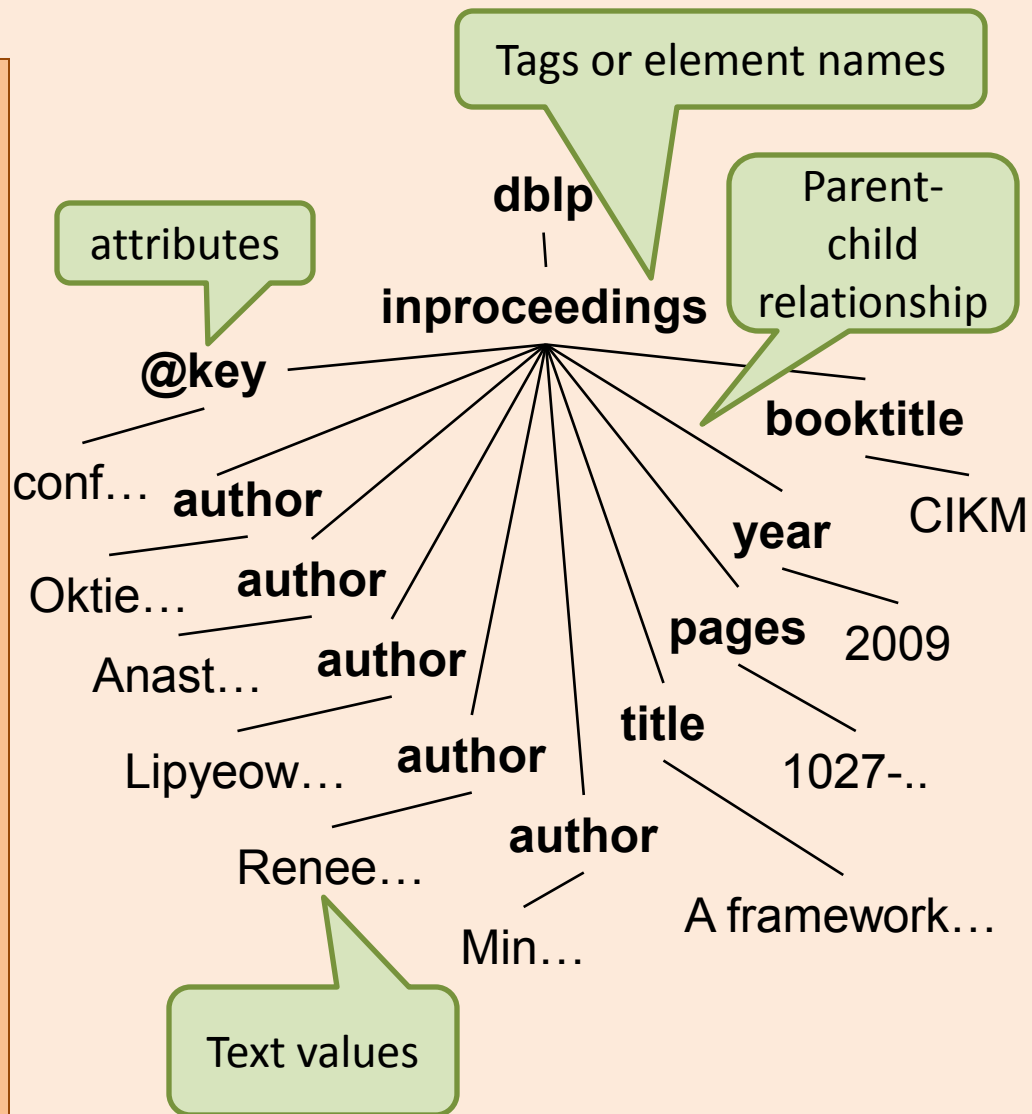 Tags or element names
dblp
Parent-
child
relationship
attributes
inproceedings
@key
booktitle
conf…
author
CIKM
year
Oktie…
author
pages
2009
Anast…
author
title
Lipyeow…
author
1027-..
author
Renee…
A framework…
Min…
Text values